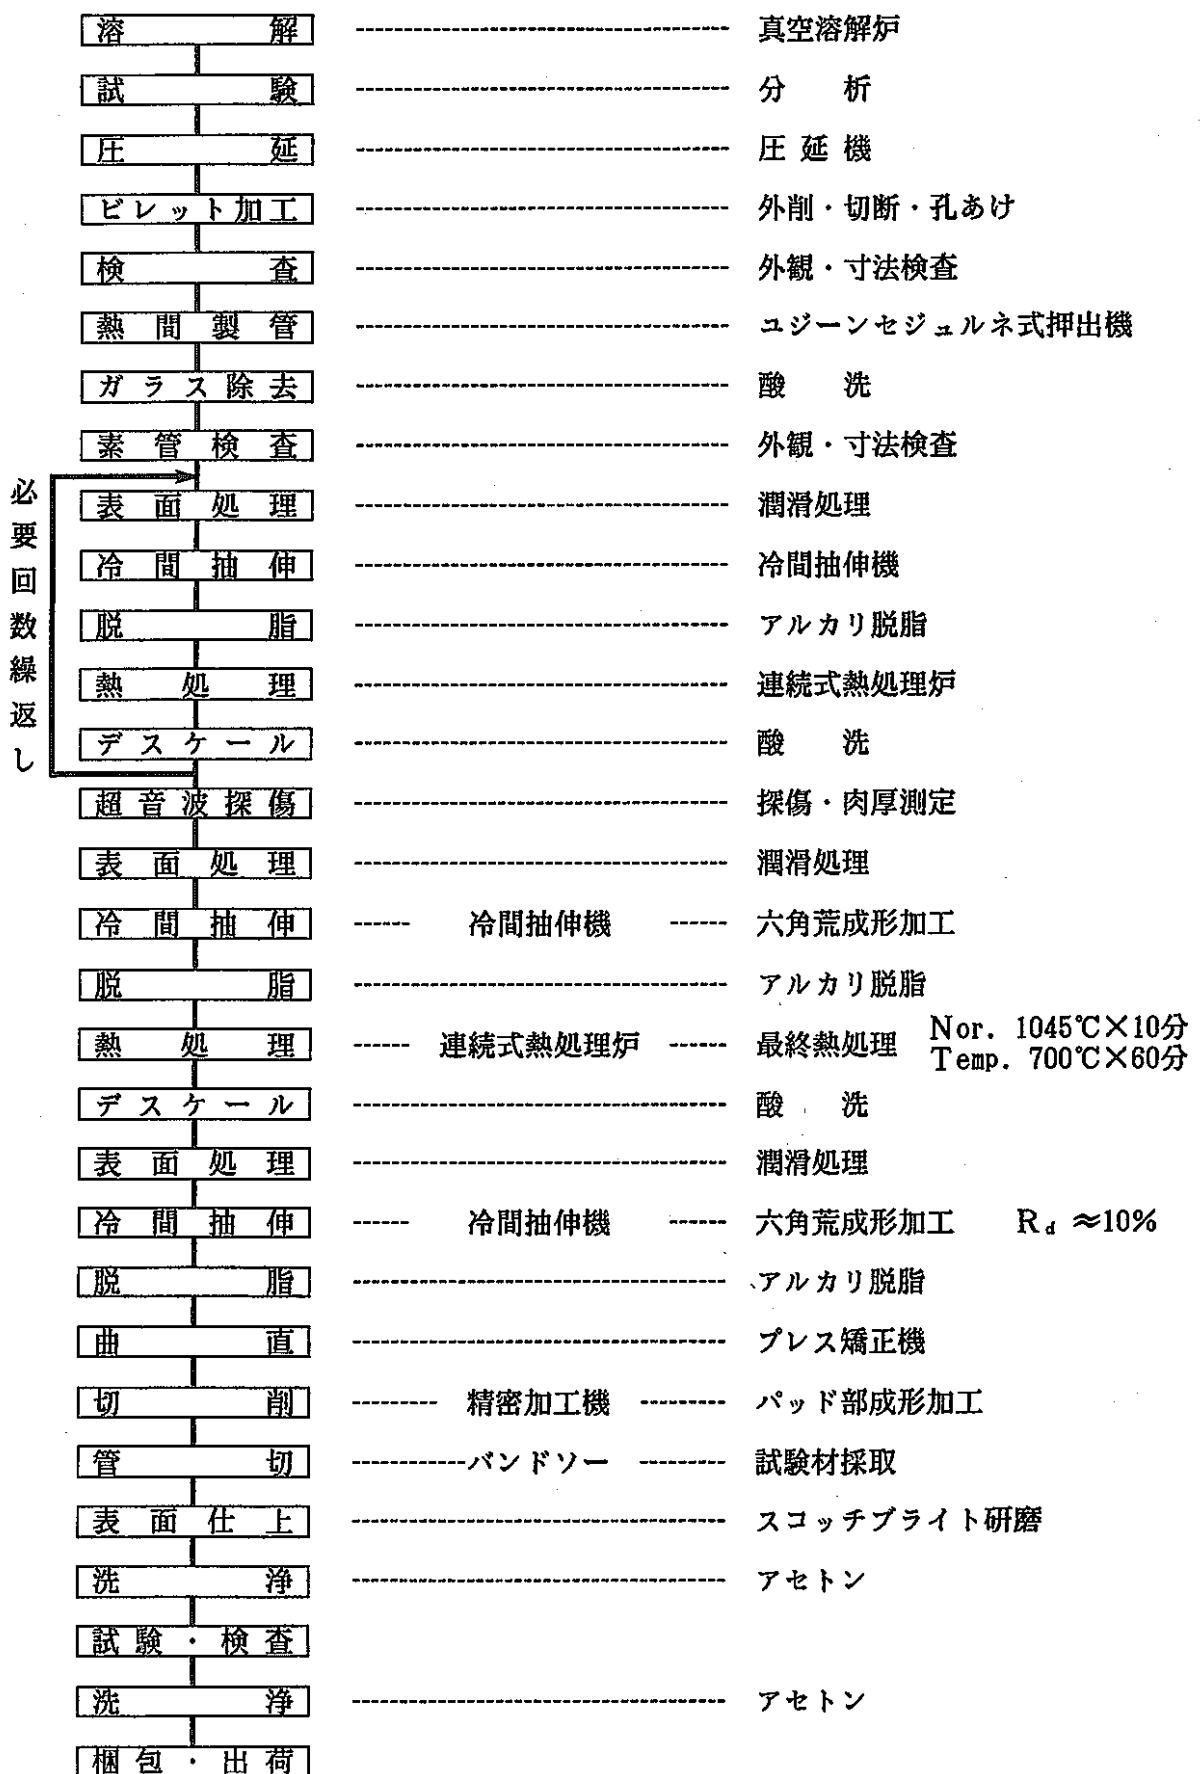 溶解 真空溶解炉
試験 分析
圧延 圧延機
ビレット加工 外削・切断・孔あけ
検査 外観・寸法検査
熱間製管 ユジーンセジュルネ式押出機
ガラス除去 酸洗
素管検査 外観・寸法検査
必要回数繰返し
表面処理 潤滑処理
冷間抽伸 冷間抽伸機
脱脂 アルカリ脱脂
熱処理 連続式熱処理炉
デスケール 酸洗
超音波探傷 探傷・肉厚測定
表面処理 潤滑処理
冷間抽伸 冷間抽伸機 六角荒成形加工
脱脂 アルカリ脱脂
熱処理 連続式熱処理炉 最終熱処理 Nor. 1045℃×10分
Temp. 700℃×60分
デスケール 酸洗
表面処理 潤滑処理
冷間抽伸 冷間抽伸機 六角荒成形加工 Rd ≈10%
脱脂 アルカリ脱脂
曲直 プレス矯正機
切削 精密加工機 パッド部成形加工
管切 バンドソー 試験材採取
表面仕上 スコッチブライト研磨
洗浄 アセトン
試験・検査
洗浄 アセトン
梱包・出荷